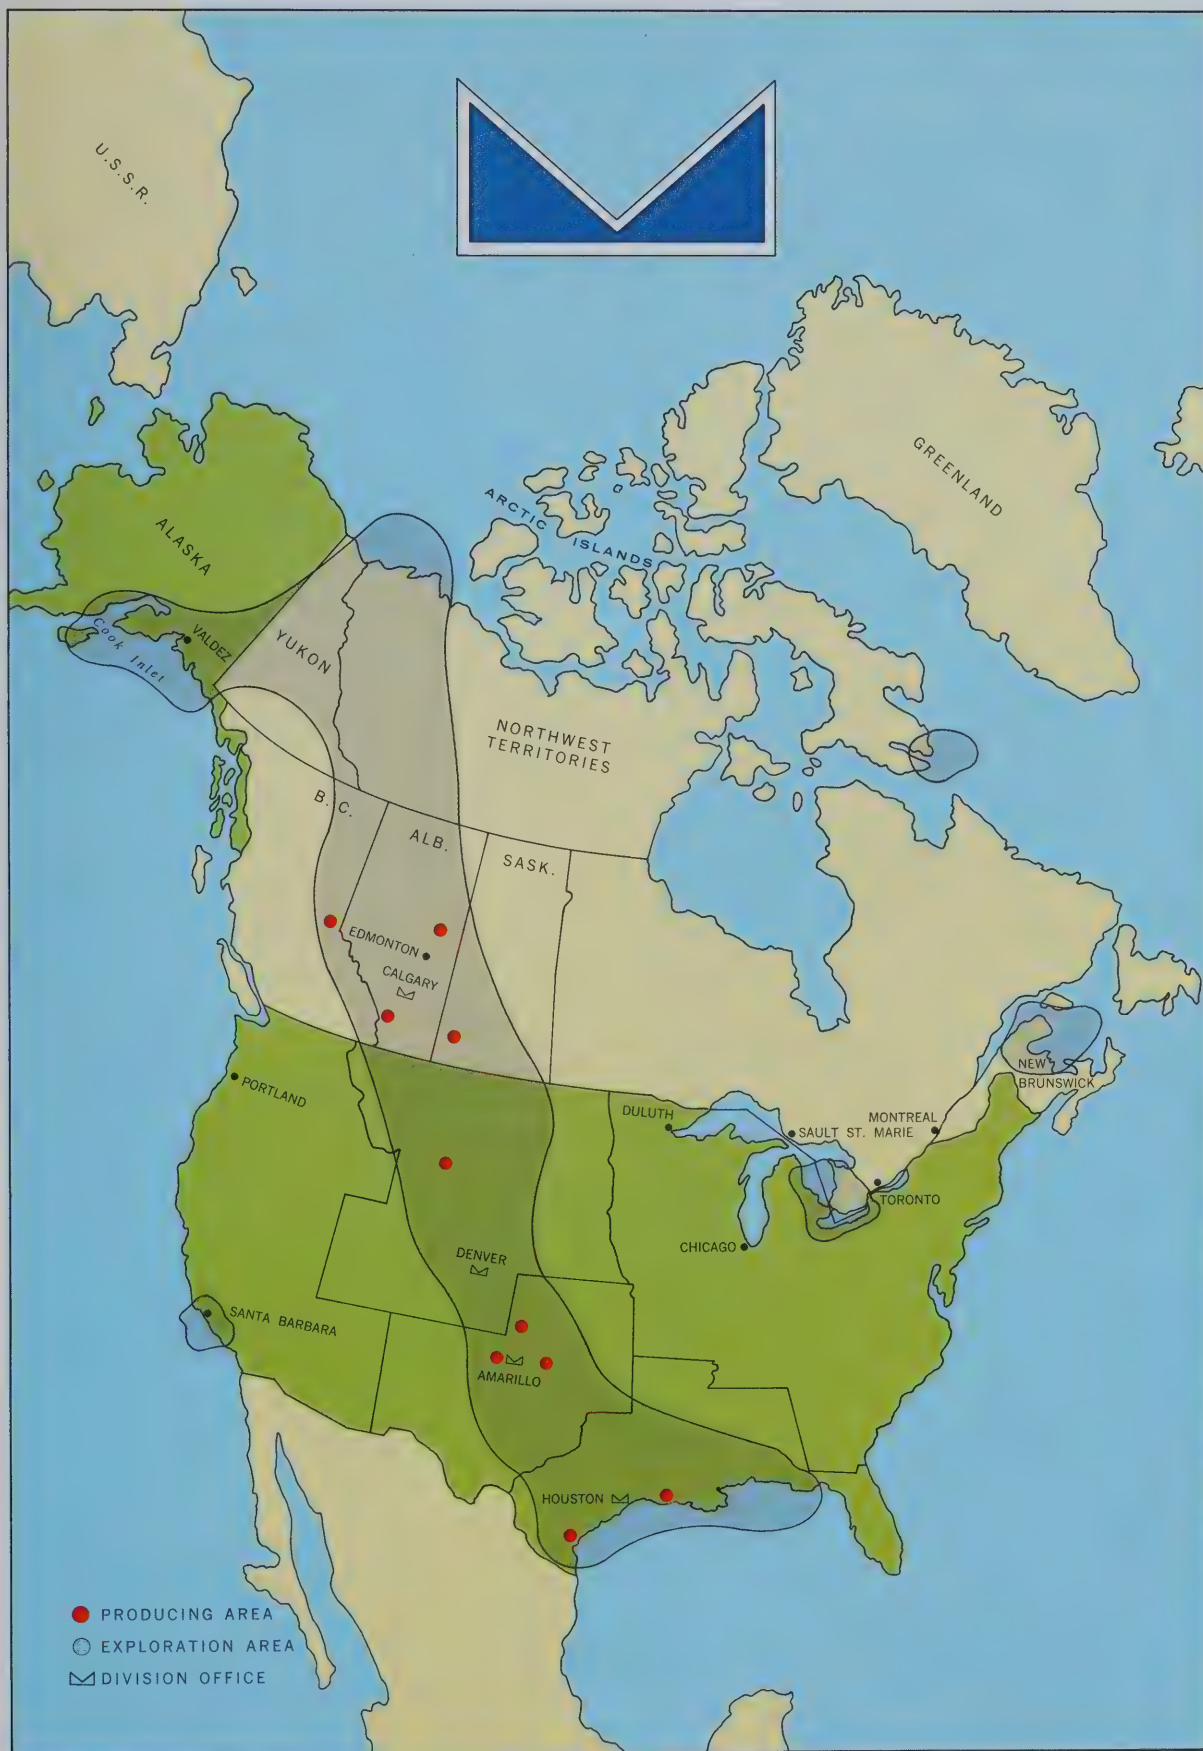 U.S.S.R.
GREENLAND
ARCTIC
ISLANDS
ALASKA
VALDEZ
Cook Inlet
YUKON
NORTHWEST
TERRITORIES
B. C.
ALB.
SASK.
EDMONTON
CALGARY
NEW
BRUNSWICK
PORTLAND
DULUTH
MONTREAL
SAULT ST. MARIE
TORONTO
CHICAGO
DENVER
SANTA BARBARA
AMARILLO
HOUSTON
PRODUCING AREA
EXPLORATION AREA
DIVISION OFFICE